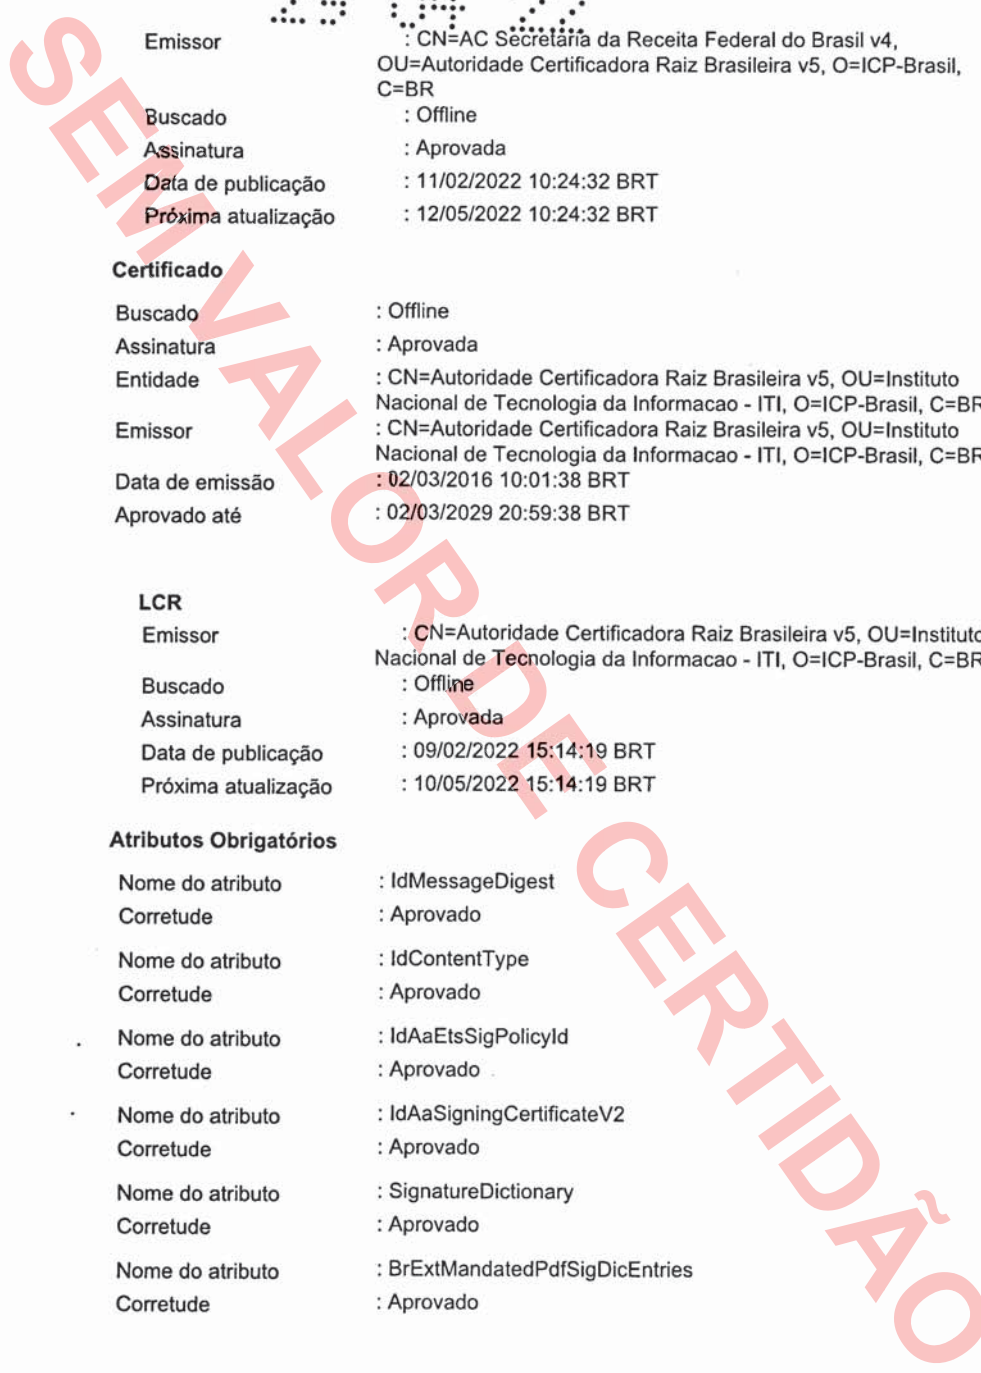 29 04 22
Emissor : CN=AC Secretaria da Receita Federal do Brasil v4,
OU=Autoridade Certificadora Raiz Brasileira v5, O=ICP-Brasil,
C=BR
Buscado : Offline
Assinatura : Aprovada
Data de publicação : 11/02/2022 10:24:32 BRT
Próxima atualização : 12/05/2022 10:24:32 BRT
Certificado
Buscado : Offline
Assinatura : Aprovada
Entidade : CN=Autoridade Certificadora Raiz Brasileira v5, OU=Instituto
Nacional de Tecnologia da Informacao - ITI, O=ICP-Brasil, C=BR
Emissor : CN=Autoridade Certificadora Raiz Brasileira v5, OU=Instituto
Nacional de Tecnologia da Informacao - ITI, O=ICP-Brasil, C=BR
Data de emissão : 02/03/2016 10:01:38 BRT
Aprovado até : 02/03/2029 20:59:38 BRT
LCR
Emissor : CN=Autoridade Certificadora Raiz Brasileira v5, OU=Instituto
Nacional de Tecnologia da Informacao - ITI, O=ICP-Brasil, C=BR
Buscado : Offline
Assinatura : Aprovada
Data de publicação : 09/02/2022 15:14:19 BRT
Próxima atualização : 10/05/2022 15:14:19 BRT
Atributos Obrigatórios
Nome do atributo : IdMessageDigest
Corretude : Aprovado
Nome do atributo : IdContentType
Corretude : Aprovado
Nome do atributo : IdAaEtsSigPolicyId
Corretude : Aprovado
Nome do atributo : IdAaSigningCertificateV2
Corretude : Aprovado
Nome do atributo : SignatureDictionary
Corretude : Aprovado
Nome do atributo : BrExtMandatedPdfSigDicEntries
Corretude : Aprovado
SEM VALOR DE CERTIDÃO